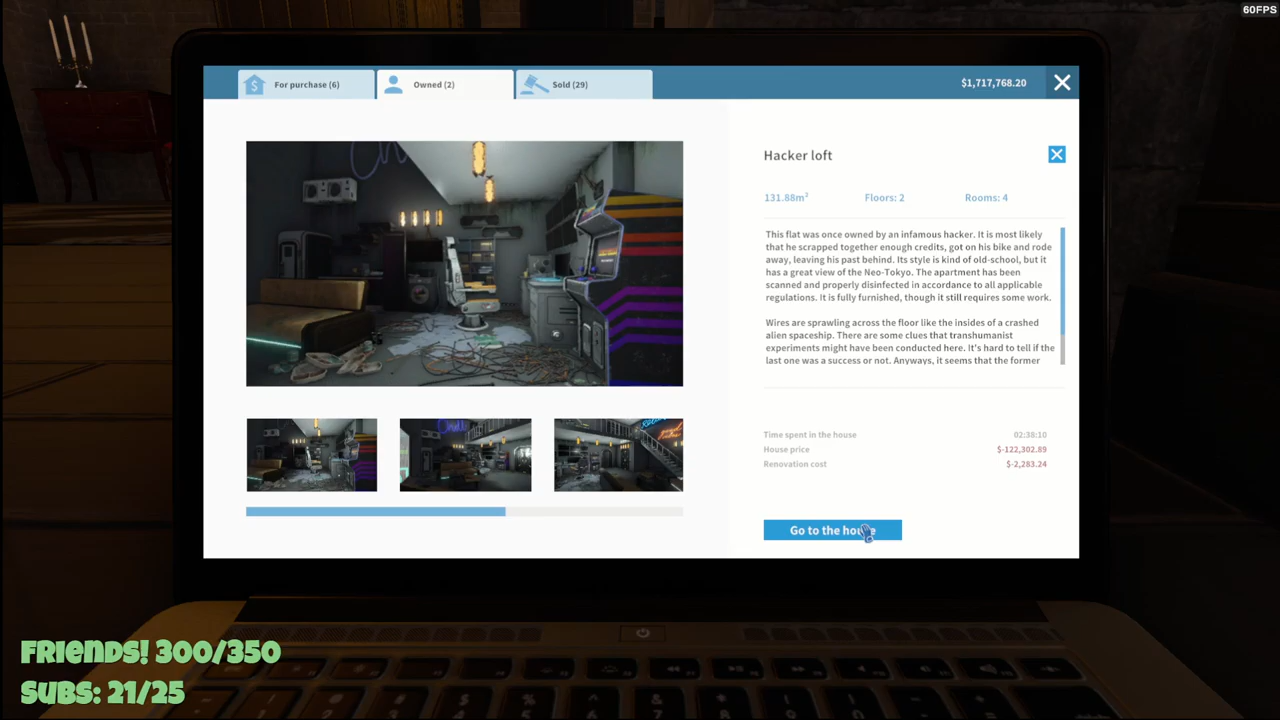 60FPS
For purchase (6)
Owned (2)
Sold (29)
$1,717,768.20
Hacker loft
131.88m²
Floors: 2
Rooms: 4
This flat was once owned by an infamous hacker. It is most likely
that he scrapped together enough credits, got on his bike and rode
away, leaving his past behind. Its style is kind of old-school, but it
has a great view of the Neo-Tokyo. The apartment has been
scanned and properly disinfected in accordance to all applicable
regulations. It is fully furnished, though it still requires some work.
Wires are sprawling across the floor like the insides of a crashed
alien spaceship. There are some clues that transhumanist
experiments might have been conducted here. It's hard to tell if the
last one was a success or not. Anyways, it seems that the former
Time spent in the house
02:38:10
House price
$-122,302.89
Renovation cost
$-2,283.24
Go to the house
Friends! 300/350
Subs: 21/25